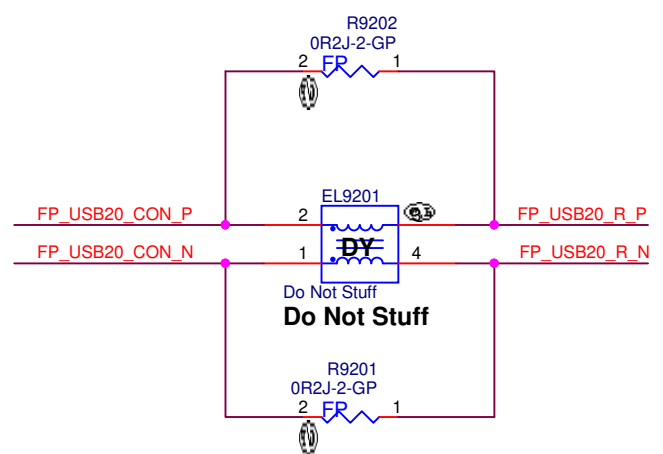 R9202
0R2J-2-GP
2 FP 1
EL9201
FP_USB20_CON_P 2 FP_USB20_R_P
FP_USB20_CON_N 1 DY 4 FP_USB20_R_N
Do Not Stuff
Do Not Stuff
R9201
0R2J-2-GP
2 FP 1